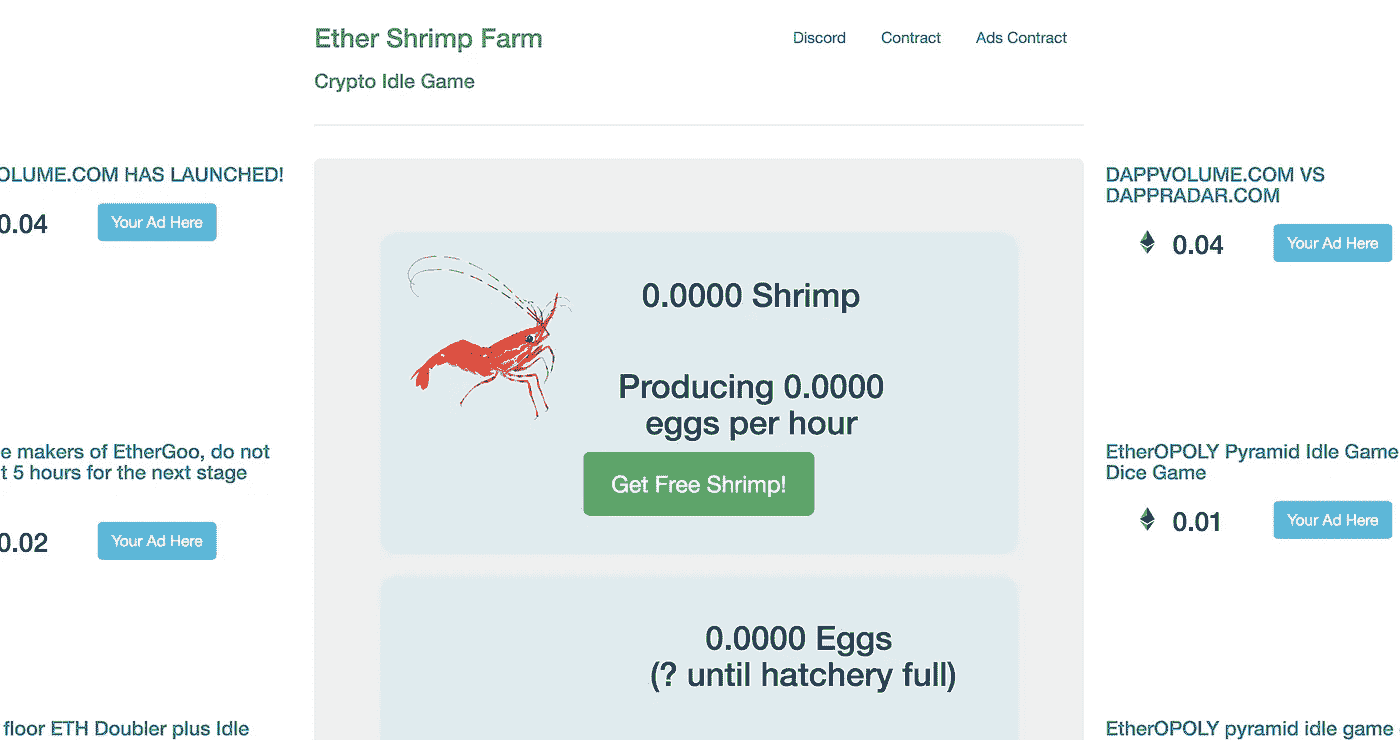 Ether Shrimp Farm
Discord Contract Ads Contract
Crypto Idle Game
HAS LAUNCHED!
0.04
Your Ad Here
e makers of EtherGoo, do not
t 5 hours for the next stage
0.02
Your Ad Here
floor ETH Doubler plus Idle
0.0000 Shrimp
Producing 0.0000
eggs per hour
Get Free Shrimp!
0.0000 Eggs
(? until hatchery full)
DAPPVOLUME.COM VS
DAPPRADAR.COM
0.04
Your Ad Here
EtherOPOLY Pyramid Idle Game
Dice Game
0.01
Your Ad Here
EtherOPOLY pyramid idle game